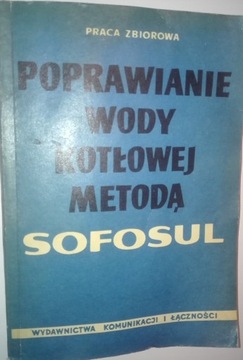 PRACA ZBIOROWA
POPRAWIANIE
WODY
KOTŁOWEJ
METODĄ
SOFOSUL
WYDAWNICTWA KOMUNIKACJI I ŁĄCZNOŚCI